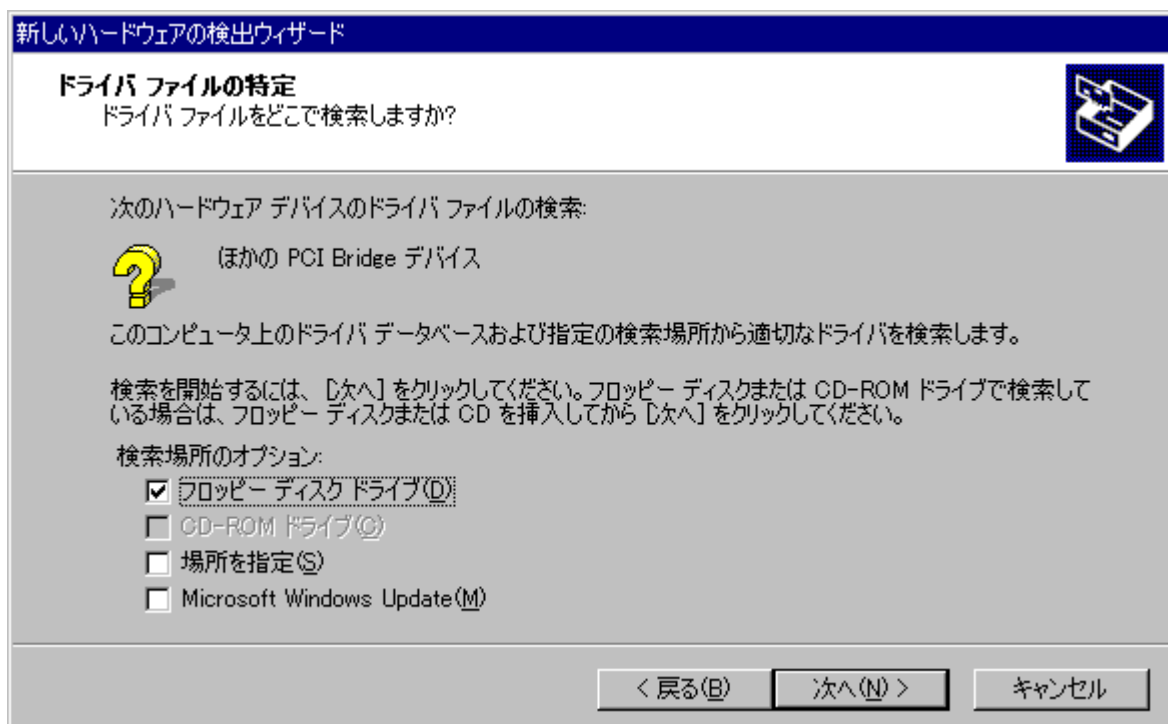 新しいハードウェアの検出ウィザード
ドライバ ファイルの特定
ドライバ ファイルをどこで検索しますか?
次のハードウェア デバイスのドライバ ファイルの検索:
ほかの PCI Bridge デバイス
このコンピュータ上のドライバ データベースおよび指定の検索場所から適切なドライバを検索します。
検索を開始するには、[次へ] をクリックしてください。フロッピー ディスクまたは CD-ROM ドライブで検索して
いる場合は、フロッピー ディスクまたは CD を挿入してから [次へ] をクリックしてください。
検索場所のオプション:
フロッピー ディスク ドライブ(D)
CD-ROM ドライブ(C)
場所を指定(S)
Microsoft Windows Update(M)
< 戻る(B) 次へ(N) > キャンセル